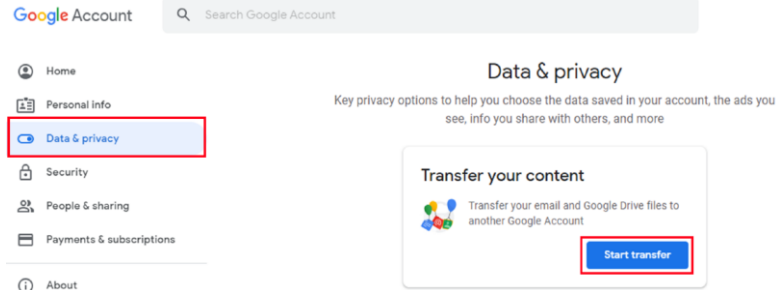 Google Account
Search Google Account
Home
Personal info
Data & privacy
Security
People & sharing
Payments & subscriptions
About
Data & privacy
Key privacy options to help you choose the data saved in your account, the ads you
see, info you share with others, and more
Transfer your content
Transfer your email and Google Drive files to
another Google Account
Start transfer